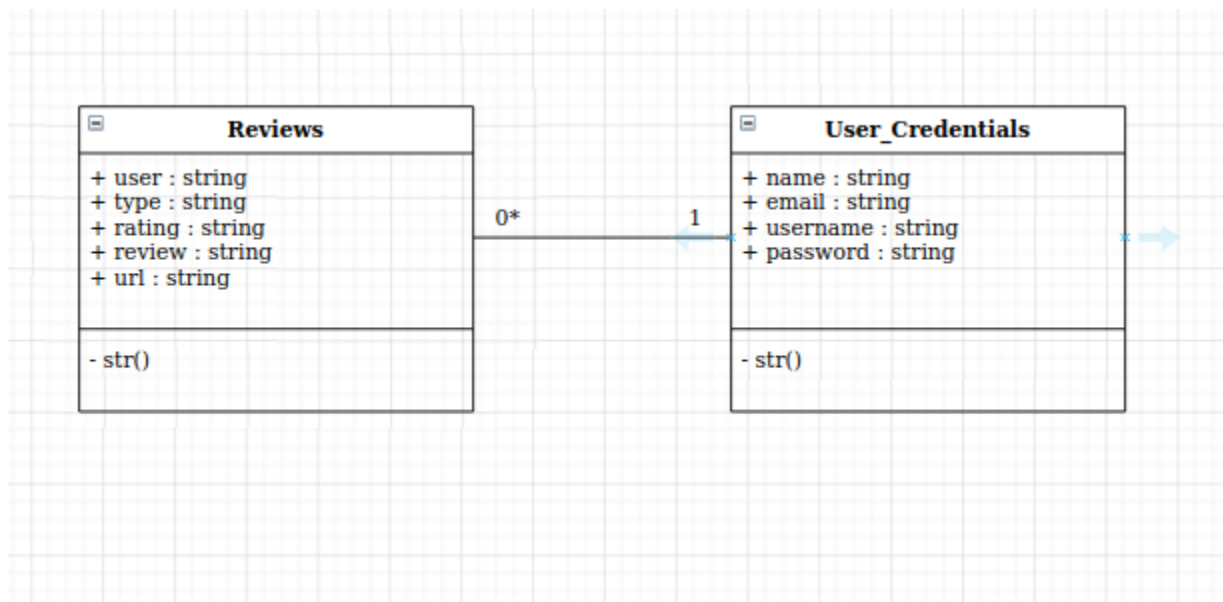 Reviews
+ user : string
+ type : string
+ rating : string
+ review : string
+ url : string
- str()
0*
1
User_Credentials
+ name : string
+ email : string
+ username : string
+ password : string
- str()